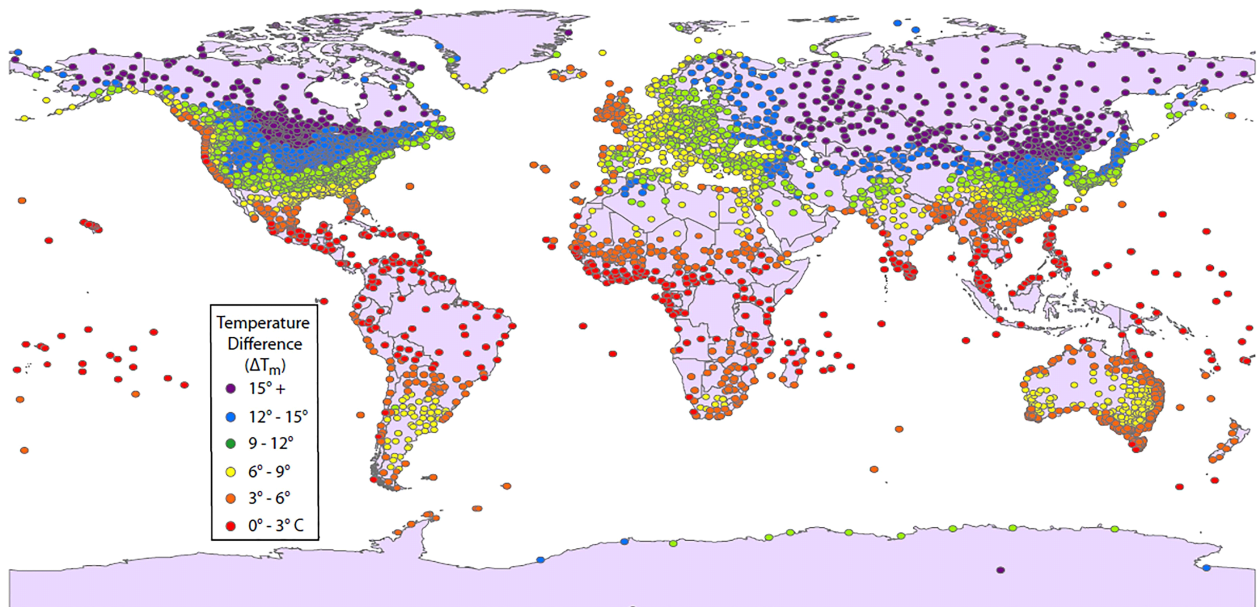 Temperature
Difference
(ΔTm)
15° +
12° - 15°
9 - 12°
6° - 9°
3° - 6°
0° - 3° C